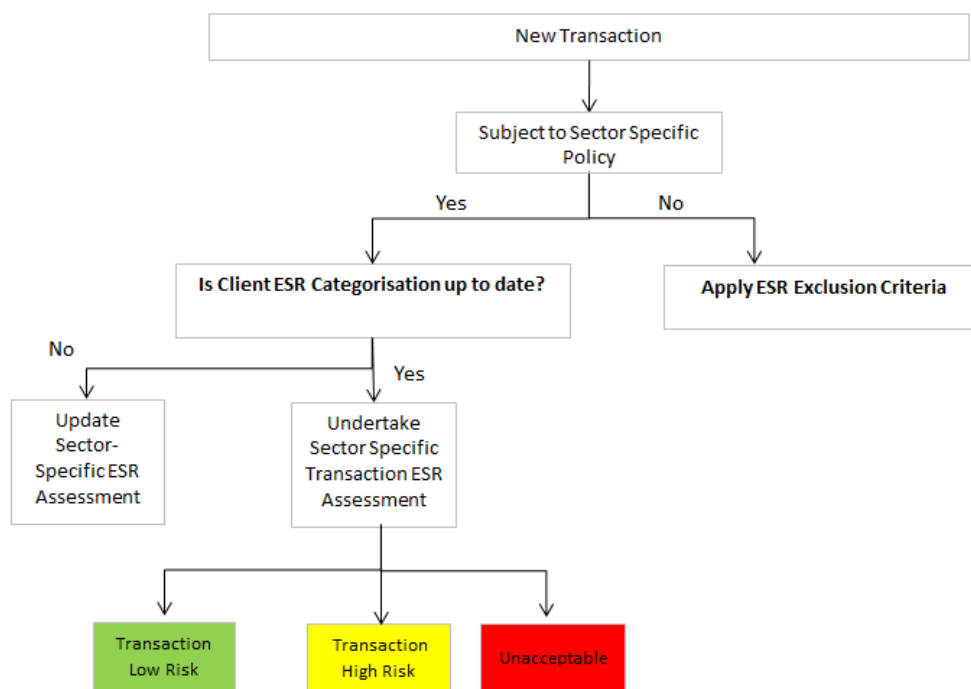 New Transaction
Subject to Sector Specific
Policy
Yes
No
Is Client ESR Categorisation up to date?
Apply ESR Exclusion Criteria
No
Yes
Update
Sector-
Specific ESR
Assessment
Undertake
Sector Specific
Transaction ESR
Assessment
Transaction
Low Risk
Transaction
High Risk
Unacceptable